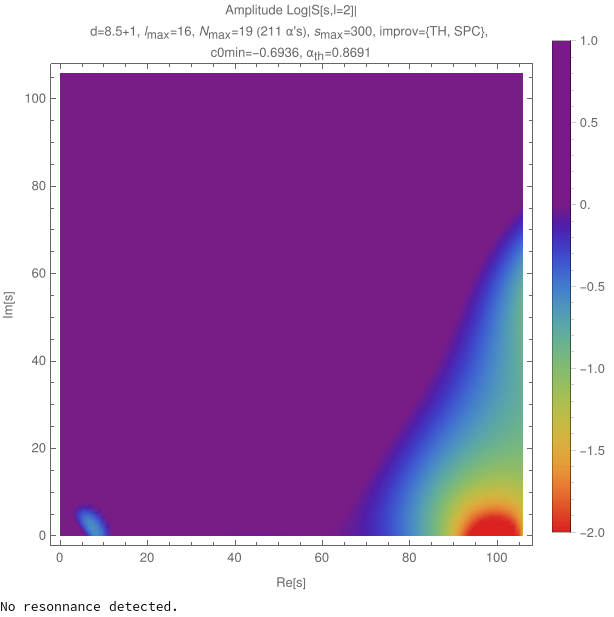 Amplitude Log|S[s,l=2]|
d=8.5+1, lmax=16, Nmax=19 (211 α's), smax=300, improv={TH, SPC},
c0min=-0.6936, αth=0.8691
1.0
0.5
0.
-0.5
-1.0
-1.5
-2.0
100
80
60
40
20
0
Im[s]
0 20 40 60 80 100
Re[s]
No resonnance detected.